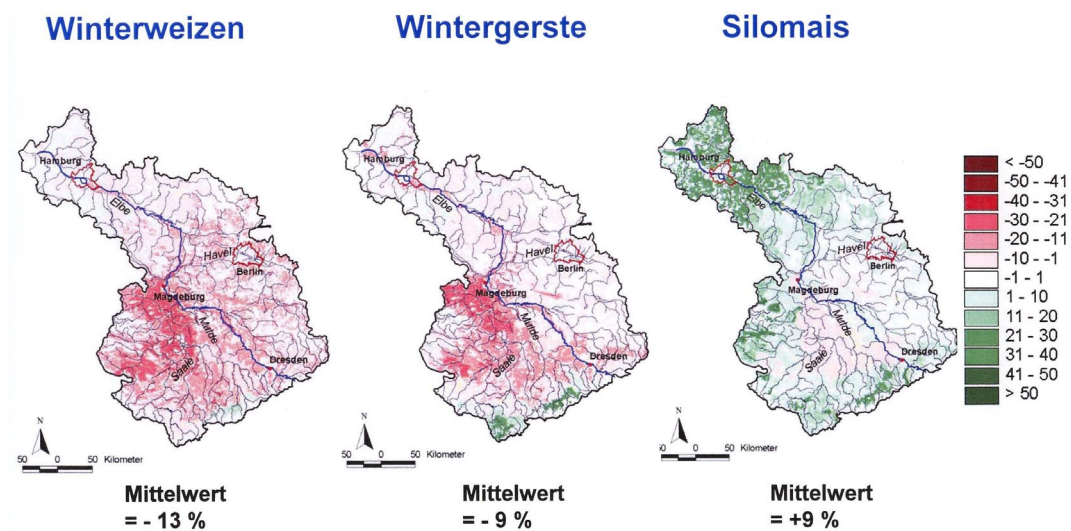 Winterweizen
Wintergerste
Silomais
Hamburg
Elbe
Havel
Berlin
Magdeburg
Mulde
Saale
Dresden
N
50 0 50 Kilometer
Mittelwert
= - 13 %
Hamburg
Elbe
Havel
Berlin
Magdeburg
Mulde
Saale
Dresden
N
50 0 50 Kilometer
Mittelwert
= - 9 %
Hamburg
Elbe
Havel
Berlin
Magdeburg
Mulde
Saale
Dresden
N
50 0 50 Kilometer
Mittelwert
= +9 %
< -50
-50 - -41
-40 - -31
-30 - -21
-20 - -11
-10 - -1
-1 - 1
1 - 10
11 - 20
21 - 30
31 - 40
41 - 50
> 50